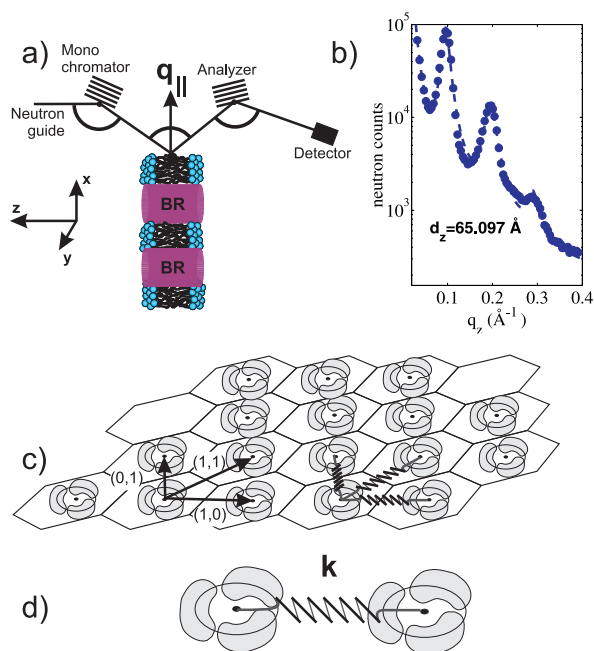 a)
Mono
chromator
q||
Analyzer
Neutron
guide
Detector
x
z
y
BR
BR
b)
neutron counts
10^5
10^4
10^3
d_z=65.097 Å
0.1 0.2 0.3 0.4
q_z (Å^-1)
c)
(0,1)
(1,1)
(1,0)
d)
k